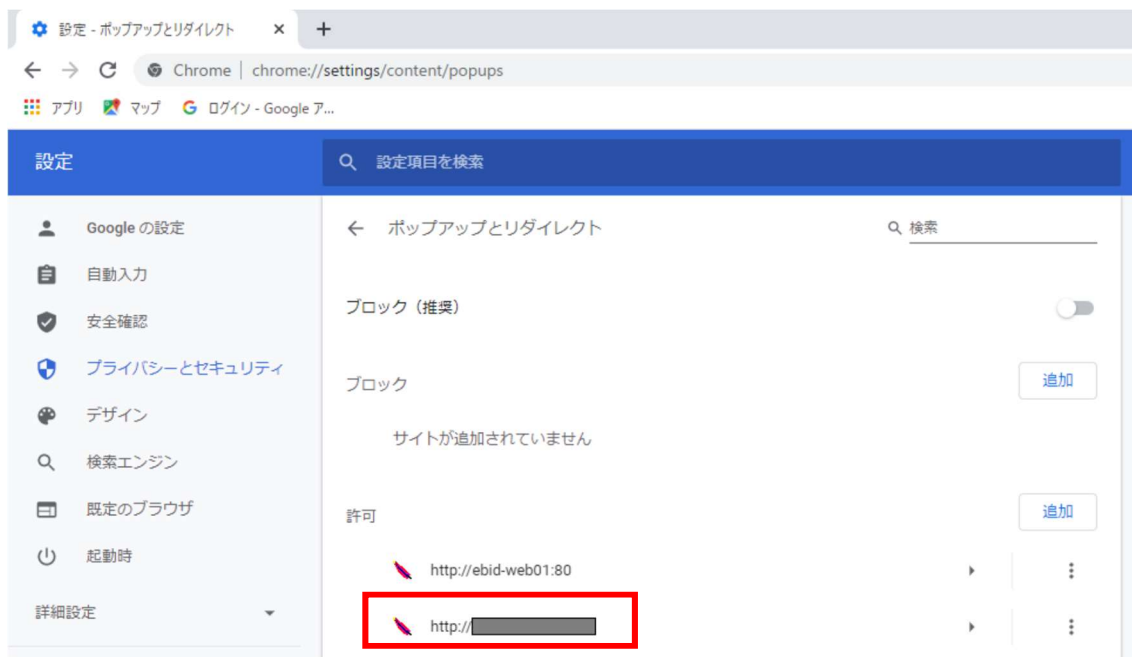 設定 - ポップアップとリダイレクト
Chrome | chrome://settings/content/popups
アプリ マップ ログイン - Google ア...
設定
設定項目を検索
Google の設定
自動入力
安全確認
プライバシーとセキュリティ
デザイン
検索エンジン
既定のブラウザ
起動時
詳細設定
ポップアップとリダイレクト
検索
ブロック（推奨）
ブロック
追加
サイトが追加されていません
許可
追加
http://ebid-web01:80
http://